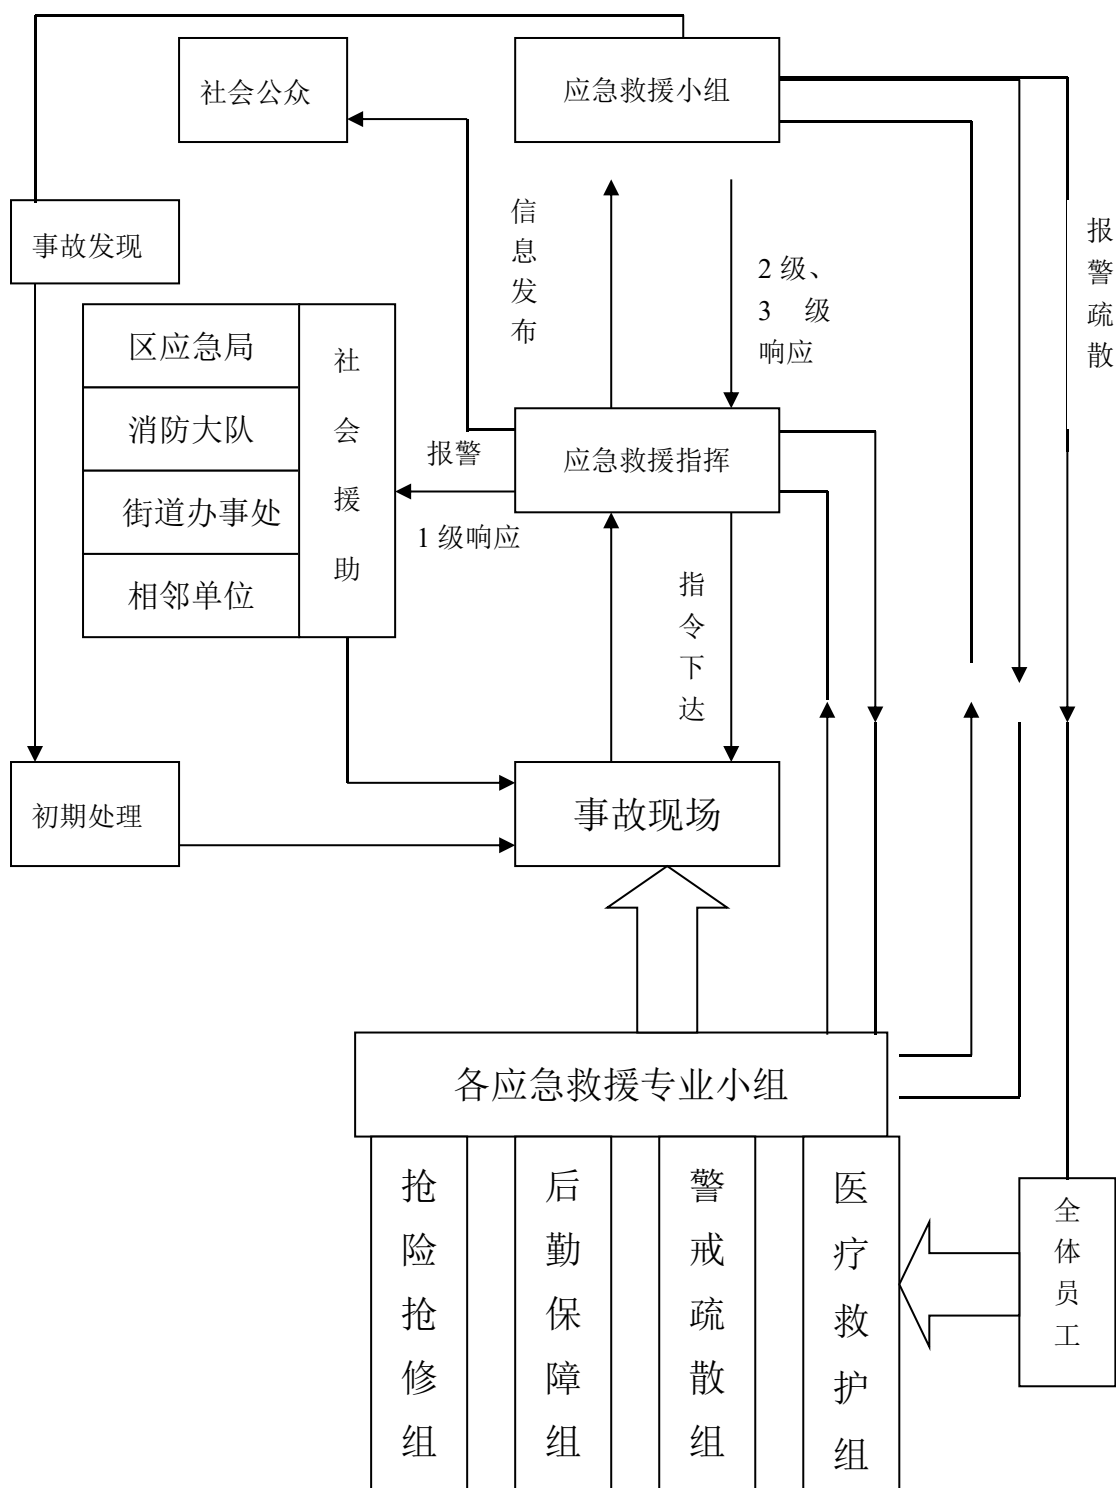 社会公众
应急救援小组
事故发现
信息发布
2 级、
3 级
响应
报警疏散
区应急局
消防大队
街道办事处
相邻单位
社会援助
报警
1 级响应
应急救援指挥
指令下达
初期处理
事故现场
各应急救援专业小组
抢险抢修组
后勤保障组
警戒疏散组
医疗救护组
全体员工